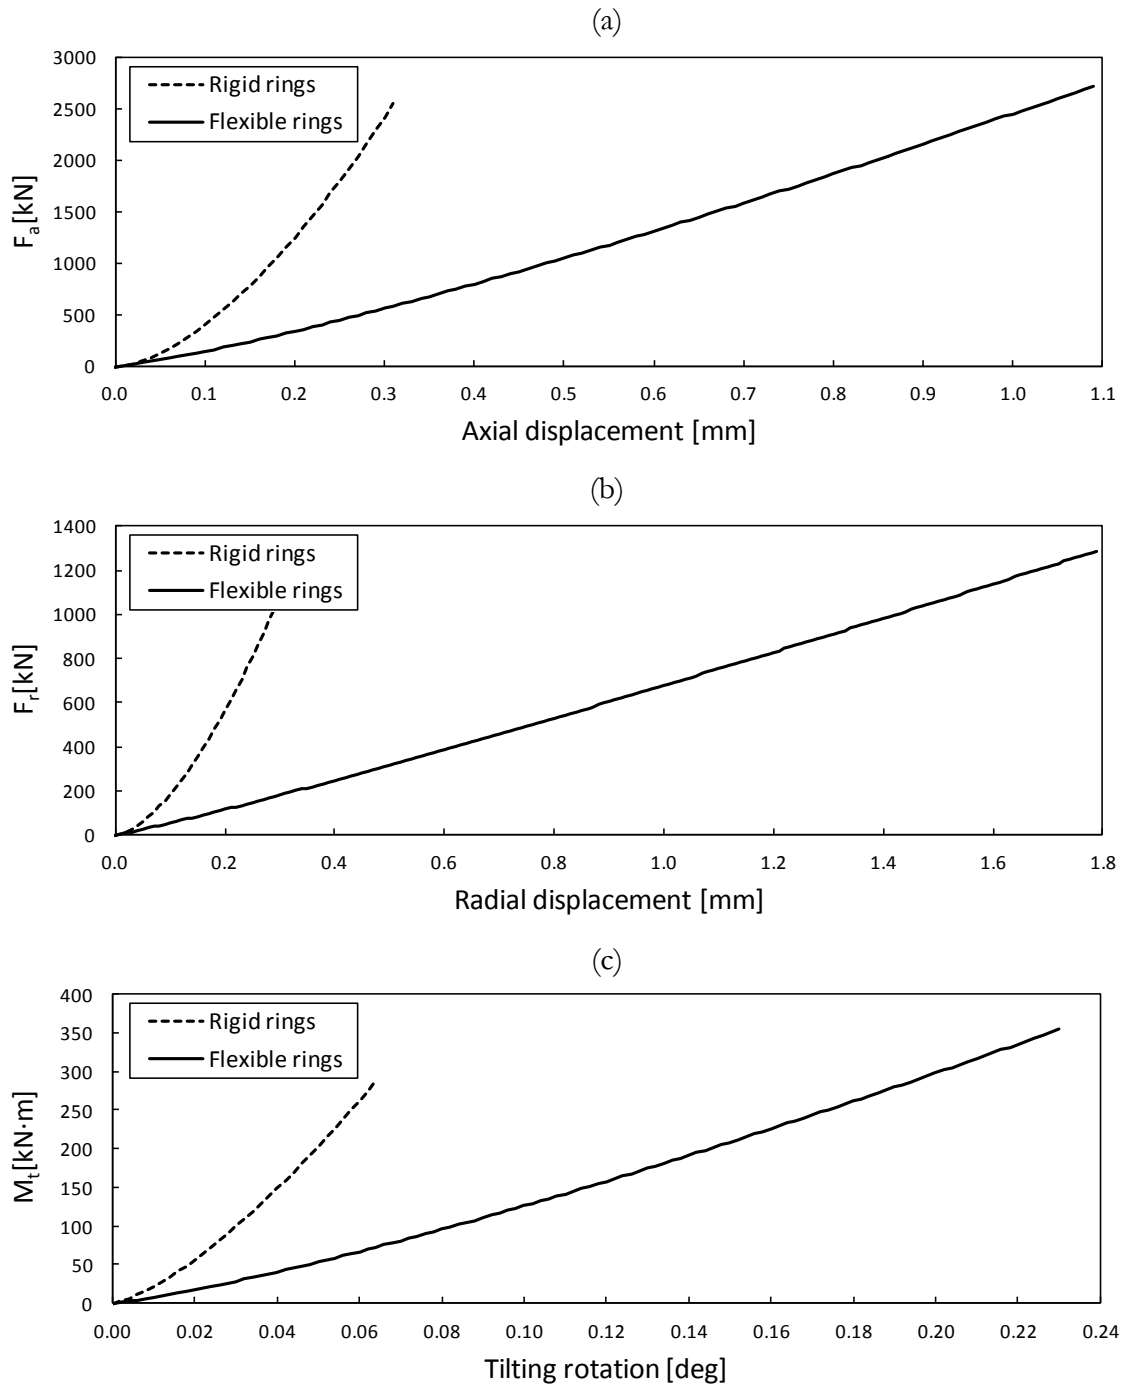 (a)
3000
2500
2000
1500
1000
500
0
Rigid rings
Flexible rings
Fa[kN]
0.0 0.1 0.2 0.3 0.4 0.5 0.6 0.7 0.8 0.9 1.0 1.1
Axial displacement [mm]
(b)
1400
1200
1000
800
600
400
200
0
Rigid rings
Flexible rings
Fr[kN]
0.0 0.2 0.4 0.6 0.8 1.0 1.2 1.4 1.6 1.8
Radial displacement [mm]
(c)
400
350
300
250
200
150
100
50
0
Rigid rings
Flexible rings
Mt[kN·m]
0.00 0.02 0.04 0.06 0.08 0.10 0.12 0.14 0.16 0.18 0.20 0.22 0.24
Tilting rotation [deg]